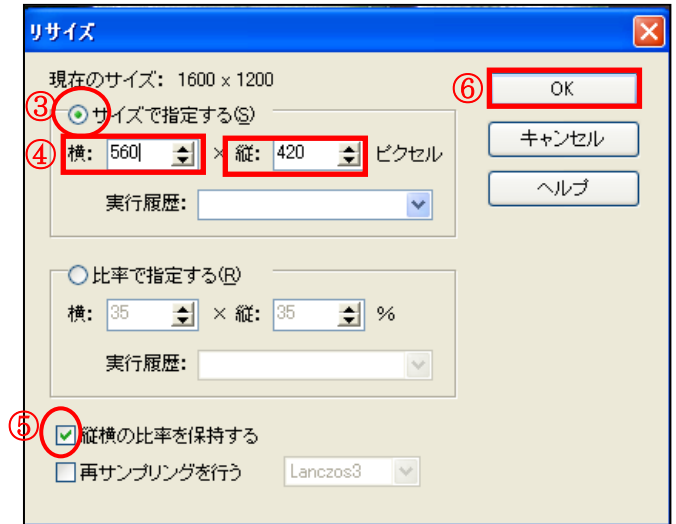 リサイズ
現在のサイズ: 1600 x 1200
⑥ OK
③ サイズで指定する(S)
キャンセル
④ 横: 560 × 縦: 420 ピクセル
ヘルプ
実行履歴:
比率で指定する(R)
横: 35 × 縦: 35 %
実行履歴:
⑤ 縦横の比率を保持する
再サンプリングを行う Lanczos3